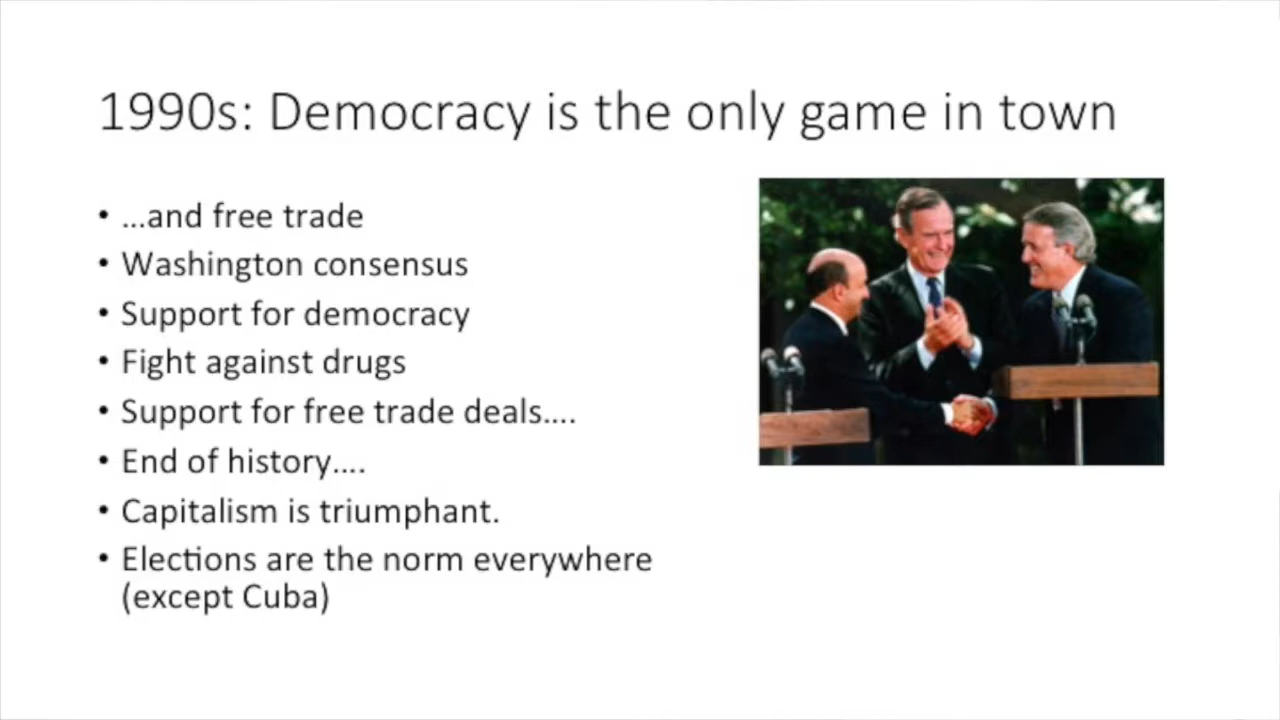 1990s: Democracy is the only game in town
• ...and free trade
• Washington consensus
• Support for democracy
• Fight against drugs
• Support for free trade deals....
• End of history....
• Capitalism is triumphant.
• Elections are the norm everywhere
(except Cuba)